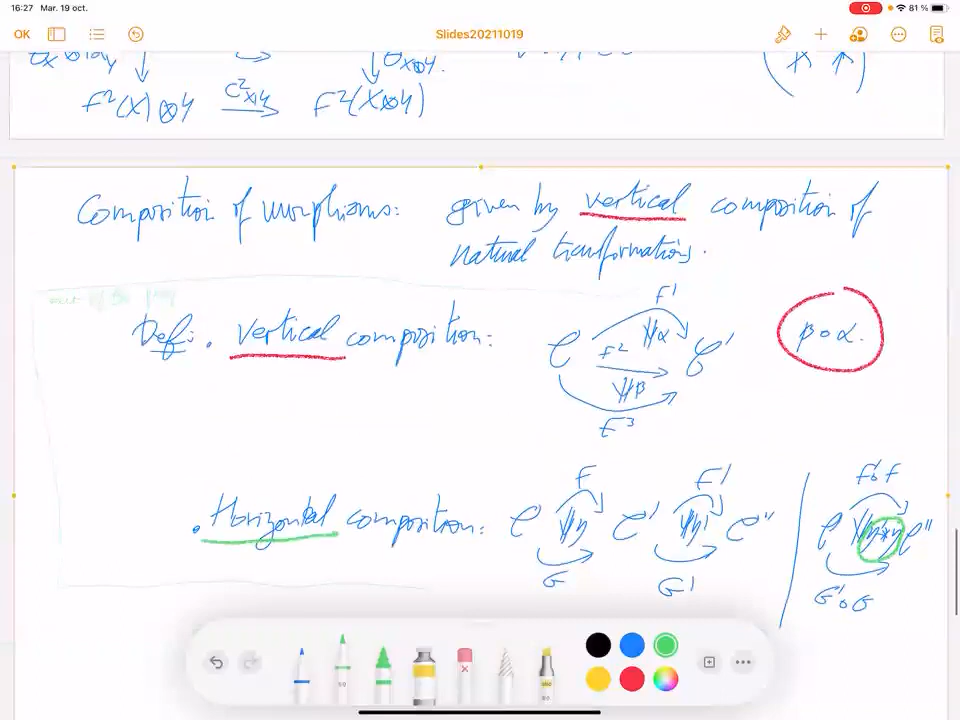 16:27 Mar. 19 oct. 81 %
OK Slides20211019
F²(X)⊗Y C²X,Y F²(X⊗Y)
Composition of morphisms: given by vertical composition of
natural transformations.
Def: . vertical composition: C F¹ α F² β F³ C' β∘α.
. Horizontal composition: C F η G C' F' η' G' C'' C F'∘F η'*η G'∘G C''